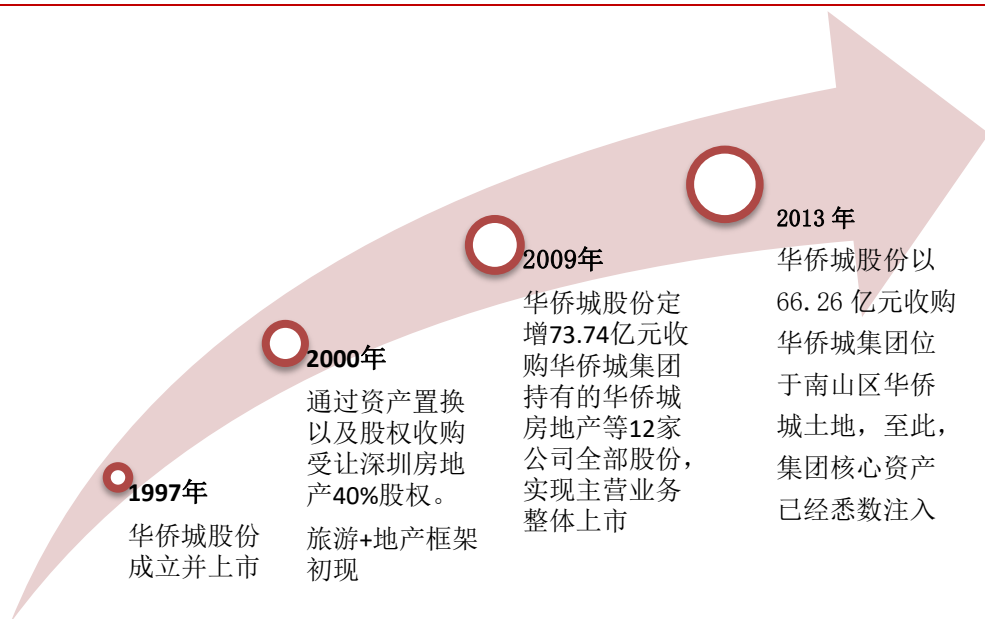 1997年
华侨城股份
成立并上市
2000年
通过资产置换
以及股权收购
受让深圳房地
产40%股权。
旅游+地产框架
初现
2009年
华侨城股份定
增73.74亿元收
购华侨城集团
持有的华侨城
房地产等12家
公司全部股份，
实现主营业务
整体上市
2013 年
华侨城股份以
66.26 亿元收购
华侨城集团位
于南山区华侨
城土地，至此，
集团核心资产
已经悉数注入